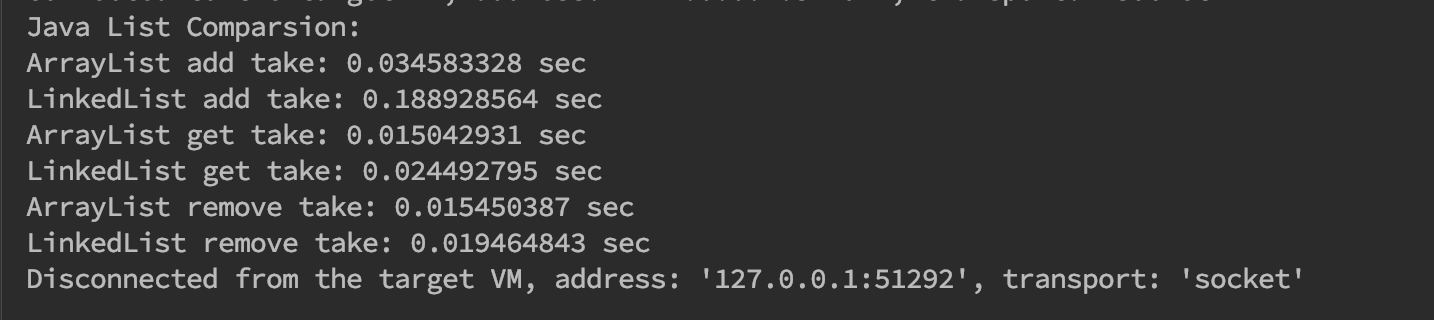 Java List Comparsion:
ArrayList add take: 0.034583328 sec
LinkedList add take: 0.188928564 sec
ArrayList get take: 0.015042931 sec
LinkedList get take: 0.024492795 sec
ArrayList remove take: 0.015450387 sec
LinkedList remove take: 0.019464843 sec
Disconnected from the target VM, address: '127.0.0.1:51292', transport: 'socket'